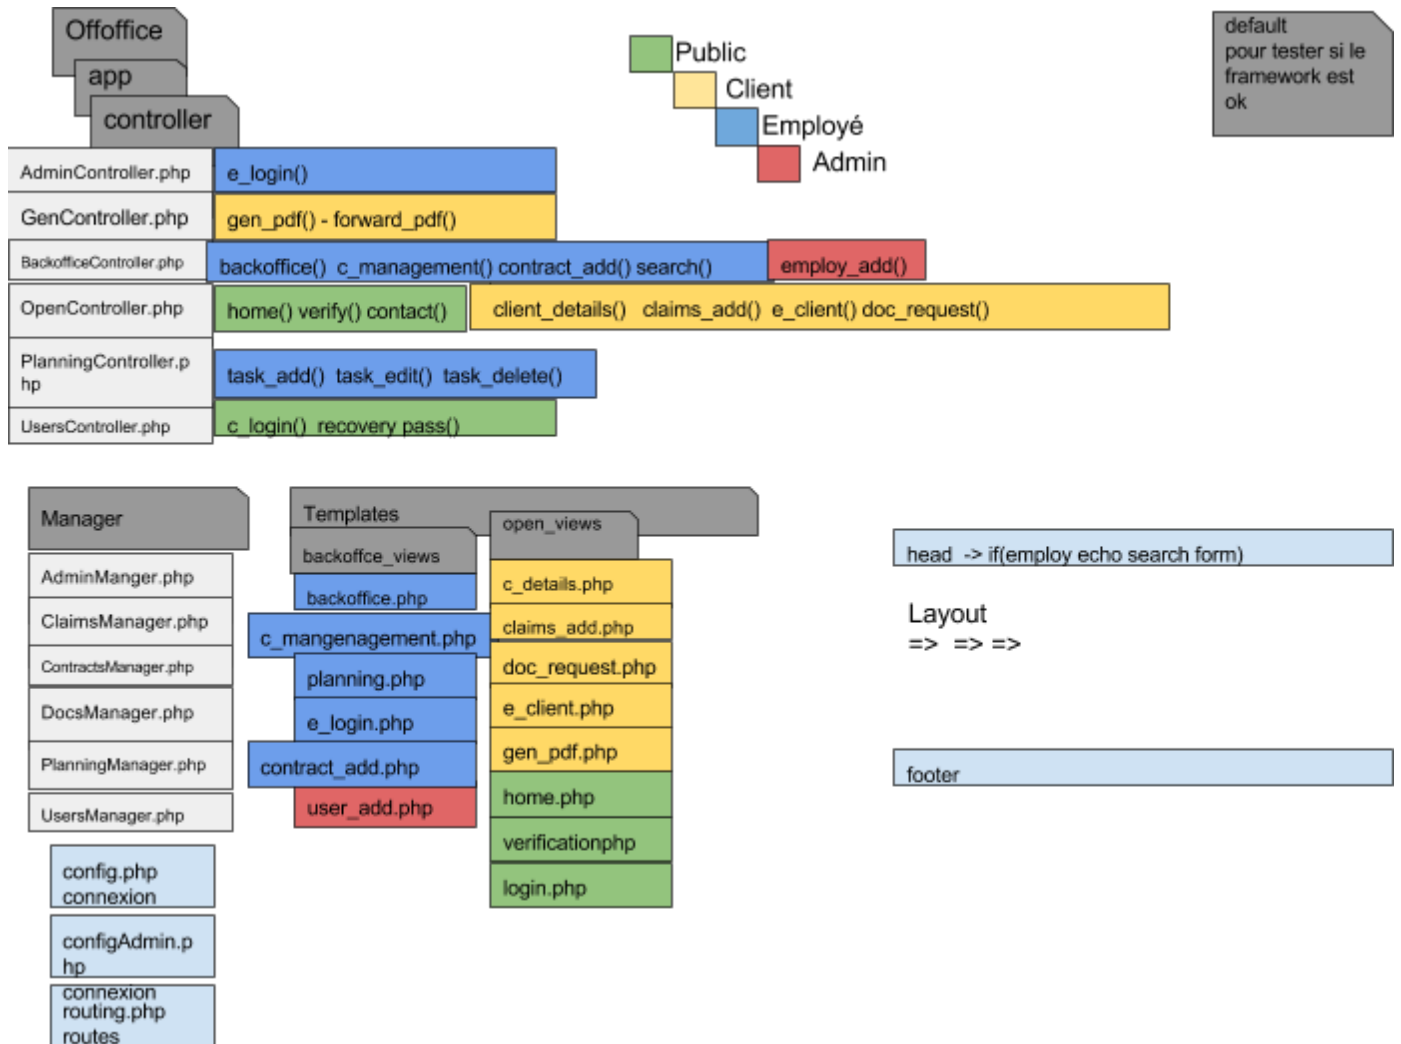 Offoffice
app
controller
Public
Client
Employé
Admin
default
pour tester si le
framework est
ok
AdminController.php
e_login()
GenController.php
gen_pdf() - forward_pdf()
BackofficeController.php
backoffice() c_management() contract_add() search()
employ_add()
OpenController.php
home() verify() contact()
client_details() claims_add() e_client() doc_request()
PlanningController.p
hp
task_add() task_edit() task_delete()
UsersController.php
c_login() recovery pass()
Manager
AdminManger.php
ClaimsManager.php
ContractsManager.php
DocsManager.php
PlanningManager.php
UsersManager.php
config.php
connexion
configAdmin.p
hp
connexion
routing.php
routes
Templates
backoffce_views
backoffice.php
c_mangenagement.php
planning.php
e_login.php
contract_add.php
user_add.php
open_views
c_details.php
claims_add.php
doc_request.php
e_client.php
gen_pdf.php
home.php
verificationphp
login.php
head -> if(employ echo search form)
Layout
=> => =>
footer